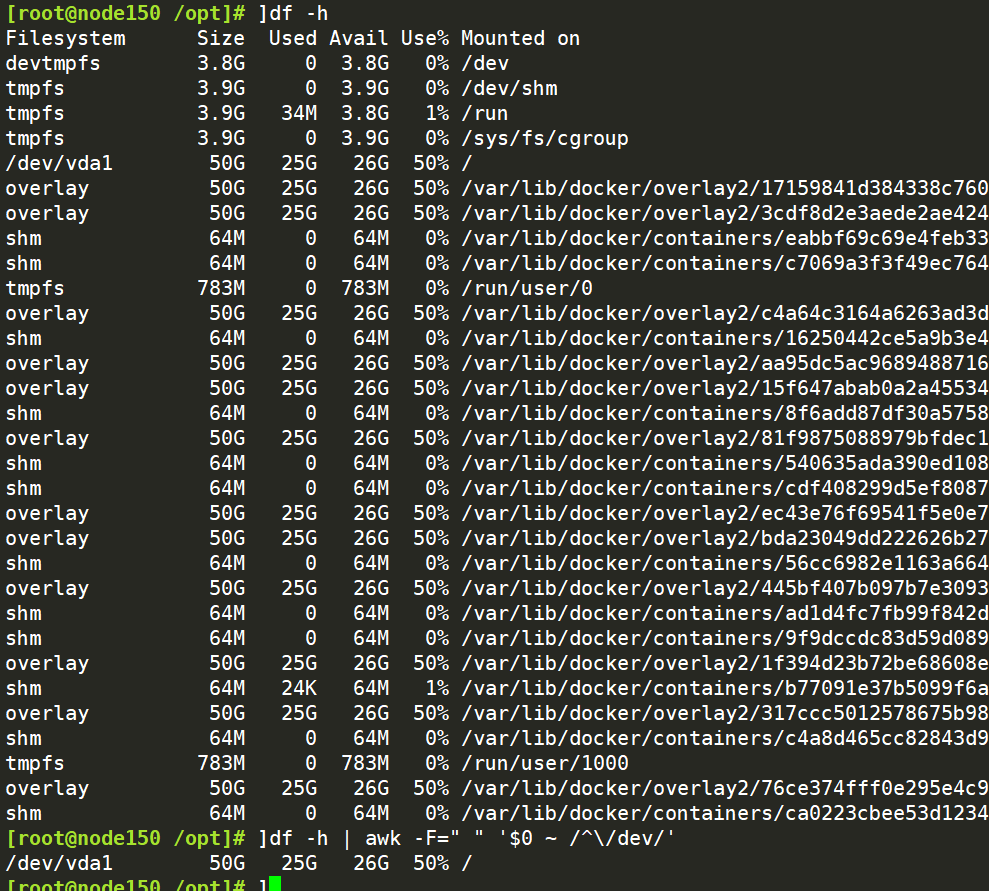 [root@node150 /opt]# ]df -h
Filesystem      Size  Used Avail Use% Mounted on
devtmpfs        3.8G     0  3.8G   0% /dev
tmpfs           3.9G     0  3.9G   0% /dev/shm
tmpfs           3.9G   34M  3.8G   1% /run
tmpfs           3.9G     0  3.9G   0% /sys/fs/cgroup
/dev/vda1        50G   25G   26G  50% /
overlay          50G   25G   26G  50% /var/lib/docker/overlay2/17159841d384338c760
overlay          50G   25G   26G  50% /var/lib/docker/overlay2/3cdf8d2e3aede2ae424
shm              64M     0   64M   0% /var/lib/docker/containers/eabbf69c69e4feb33
shm              64M     0   64M   0% /var/lib/docker/containers/c7069a3f3f49ec764
tmpfs           783M     0  783M   0% /run/user/0
overlay          50G   25G   26G  50% /var/lib/docker/overlay2/c4a64c3164a6263ad3d
shm              64M     0   64M   0% /var/lib/docker/containers/16250442ce5a9b3e4
overlay          50G   25G   26G  50% /var/lib/docker/overlay2/aa95dc5ac9689488716
overlay          50G   25G   26G  50% /var/lib/docker/overlay2/15f647abab0a2a45534
shm              64M     0   64M   0% /var/lib/docker/containers/8f6add87df30a5758
overlay          50G   25G   26G  50% /var/lib/docker/overlay2/81f9875088979bfdec1
shm              64M     0   64M   0% /var/lib/docker/containers/540635ada390ed108
shm              64M     0   64M   0% /var/lib/docker/containers/cdf408299d5ef8087
overlay          50G   25G   26G  50% /var/lib/docker/overlay2/ec43e76f69541f5e0e7
overlay          50G   25G   26G  50% /var/lib/docker/overlay2/bda23049dd222626b27
shm              64M     0   64M   0% /var/lib/docker/containers/56cc6982e1163a664
overlay          50G   25G   26G  50% /var/lib/docker/overlay2/445bf407b097b7e3093
shm              64M     0   64M   0% /var/lib/docker/containers/ad1d4fc7fb99f842d
shm              64M     0   64M   0% /var/lib/docker/containers/9f9dccdc83d59d089
overlay          50G   25G   26G  50% /var/lib/docker/overlay2/1f394d23b72be68608e
shm              64M   24K   64M   1% /var/lib/docker/containers/b77091e37b5099f6a
overlay          50G   25G   26G  50% /var/lib/docker/overlay2/317ccc5012578675b98
shm              64M     0   64M   0% /var/lib/docker/containers/c4a8d465cc82843d9
tmpfs           783M     0  783M   0% /run/user/1000
overlay          50G   25G   26G  50% /var/lib/docker/overlay2/76ce374fff0e295e4c9
shm              64M     0   64M   0% /var/lib/docker/containers/ca0223cbee53d1234
[root@node150 /opt]# ]df -h | awk -F=" " '$0 ~ /^\/dev/'
/dev/vda1        50G   25G   26G  50% /
[root@node150 /opt]# ]